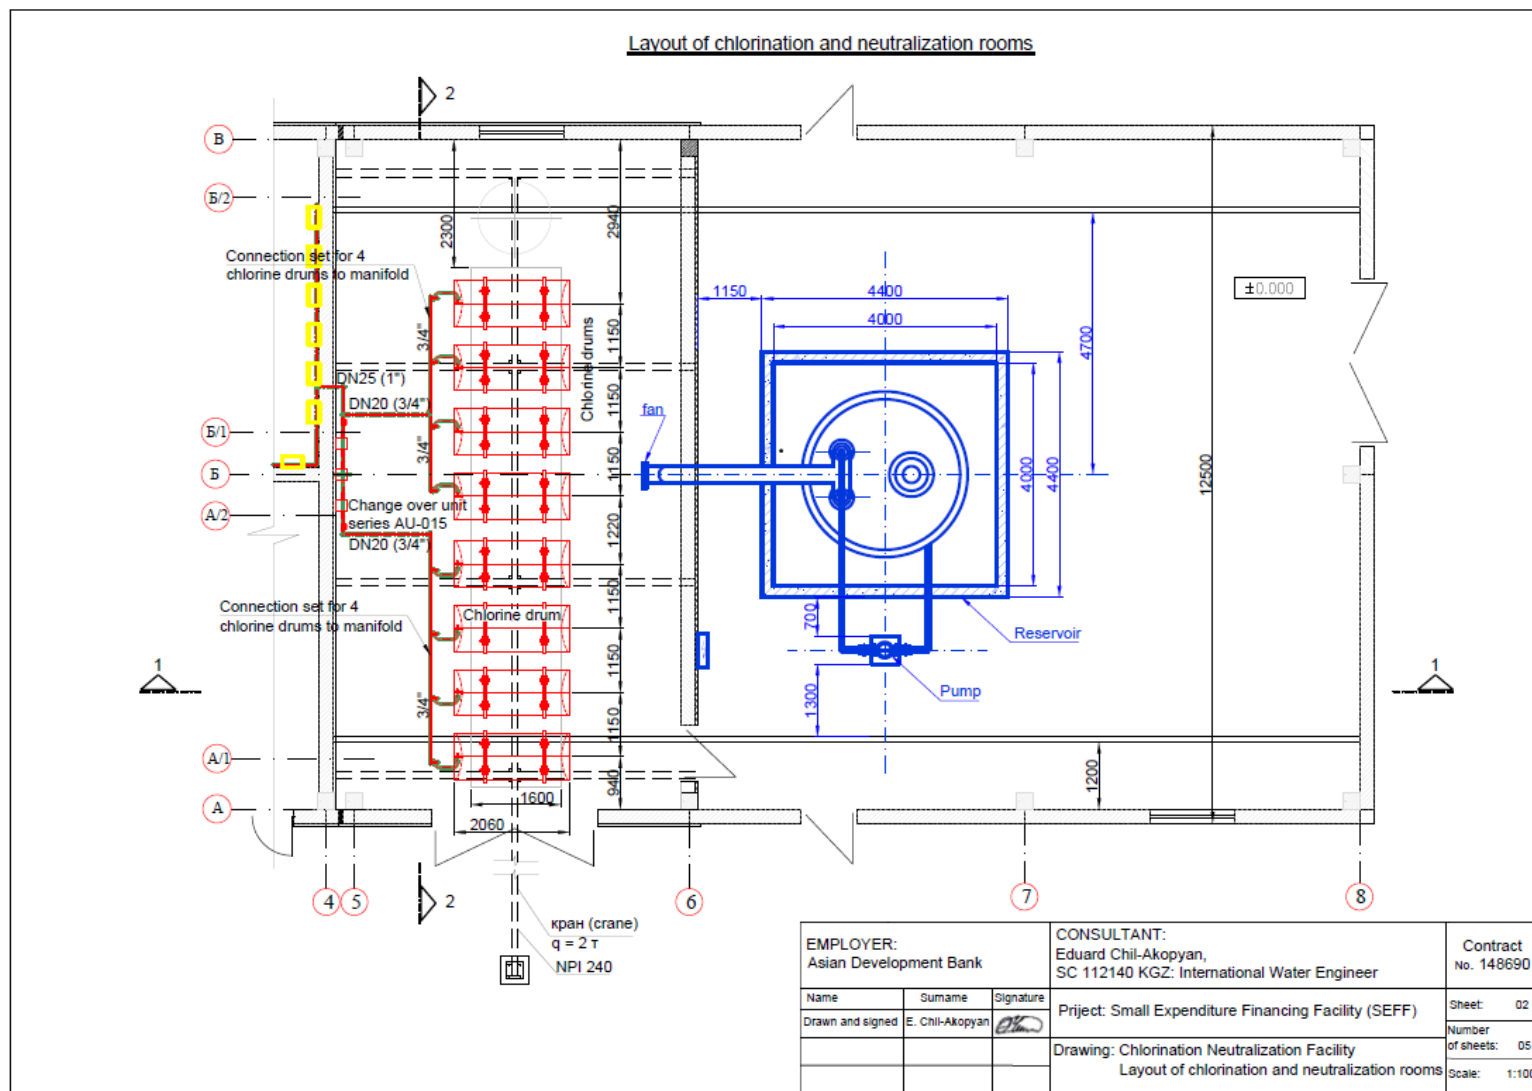 Layout of chlorination and neutralization rooms
2
В
Б/2
2300
2940
Connection set for 4
chlorine drums to manifold
3/4"
1150
Chlorine drums
1150
4400
4000
±0.000
4700
DN25 (1")
DN20 (3/4")
1150
fan
Б/1
3/4"
Б
1150
4000
4400
12500
А/2
Change over unit
series AU-015
DN20 (3/4")
1220
1150
Connection set for 4
chlorine drums to manifold
Chlorine drum
700
Reservoir
1
1150
1
3/4"
Pump
1300
1150
А/1
940
1200
1600
А
2060
4
5
2
6
7
8
кран (crane)
q = 2 т
NPI 240
EMPLOYER:
Asian Development Bank
CONSULTANT:
Eduard Chil-Akopyan,
SC 112140 KGZ: International Water Engineer
Contract
No. 148690
Name Surname Signature
Drawn and signed E. Chil-Akopyan
Priject: Small Expenditure Financing Facility (SEFF)
Sheet: 02
Number
of sheets: 05
Drawing: Chlorination Neutralization Facility
Layout of chlorination and neutralization rooms
Scale: 1:100